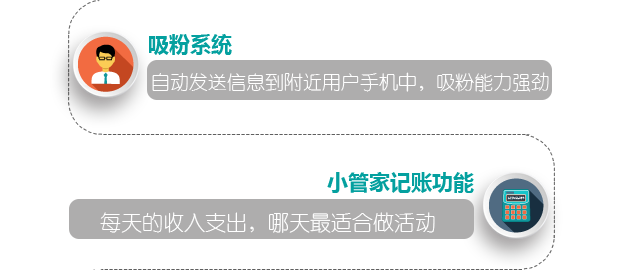 吸粉系统
自动发送信息到附近用户手机中，吸粉能力强劲
小管家记账功能
每天的收入支出，哪天最适合做活动